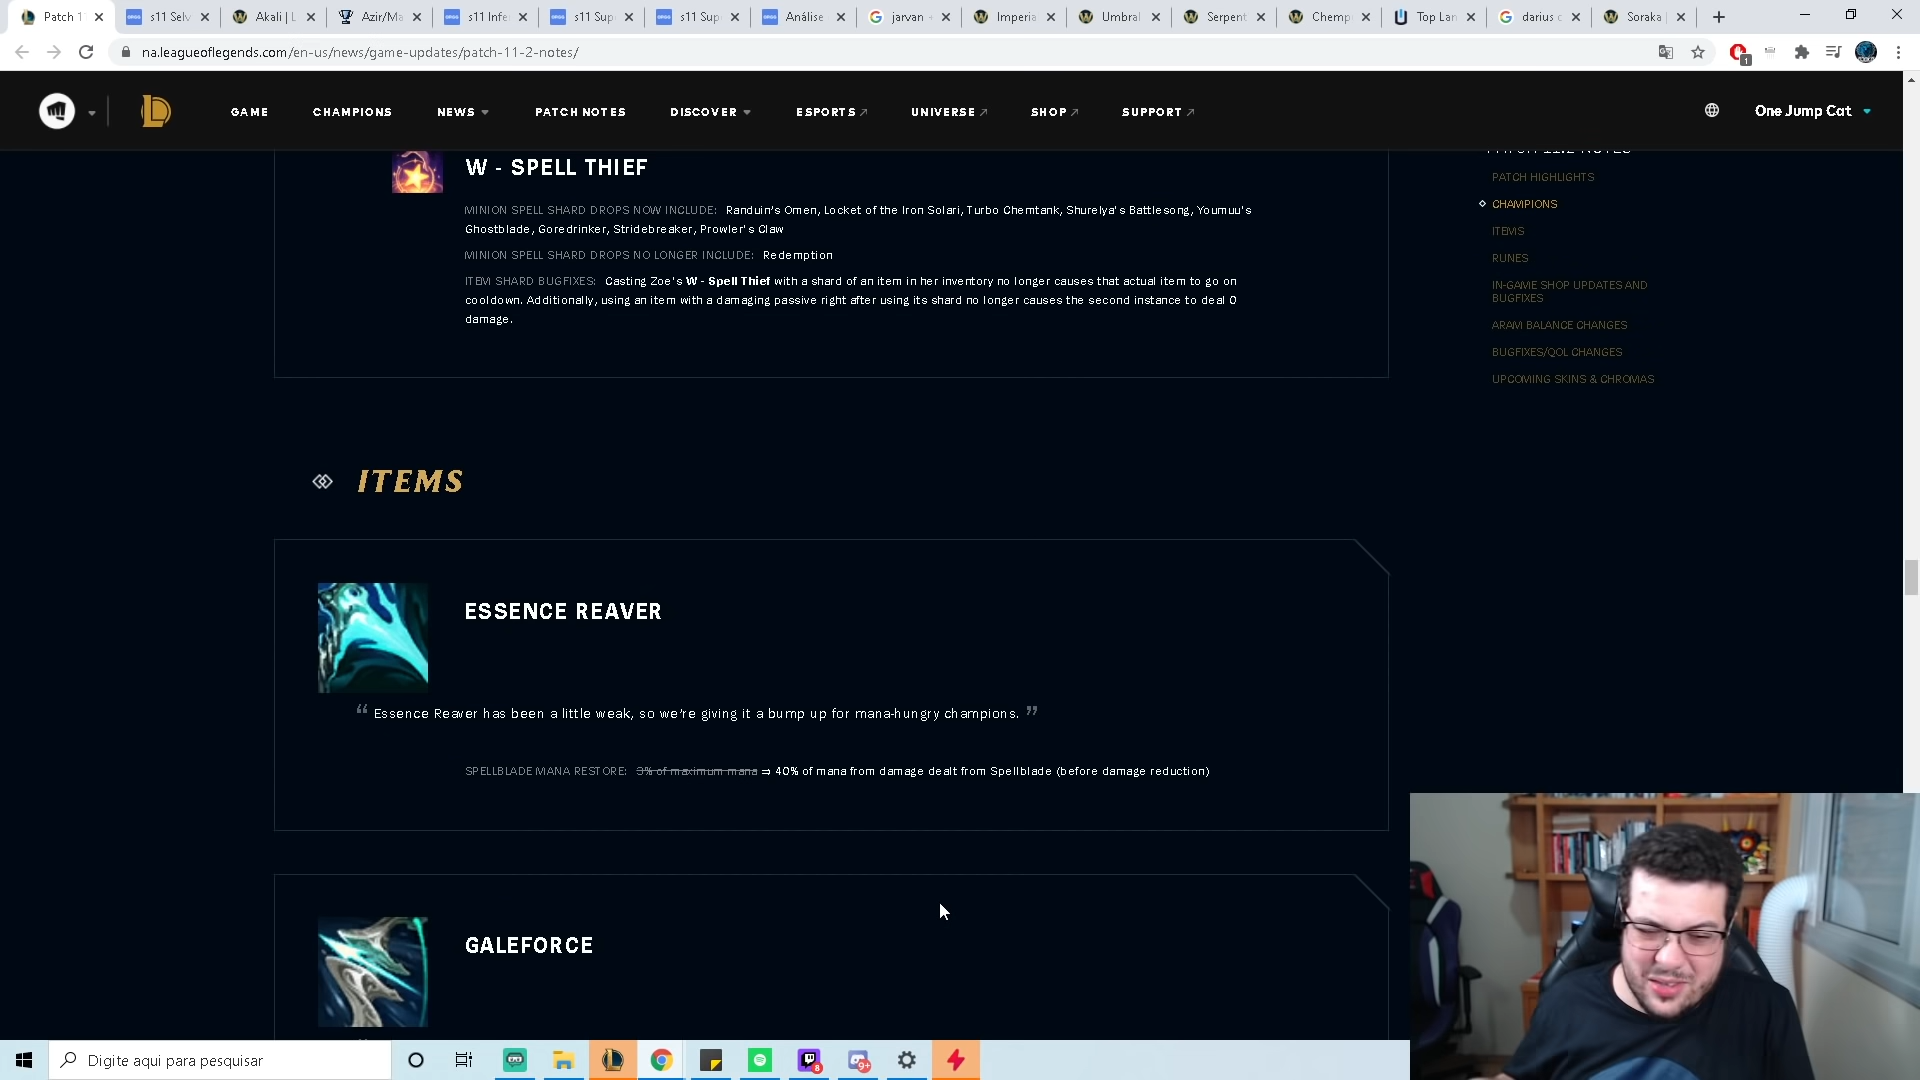 Patch 1
s11 Selv
Akali | L
Azir/Ma
s11 Infe
s11 Sup
s11 Sup
Análise
jarvan
Imperia
Umbral
Serpent
Chemp
Top Lan
darius c
Soraka
na.leagueoflegends.com/en-us/news/game-updates/patch-11-2-notes/
1
GAME
CHAMPIONS
NEWS
PATCH NOTES
DISCOVER
ESPORTS
UNIVERSE
SHOP
SUPPORT
One Jump Cat
W - SPELL THIEF
MINION SPELL SHARD DROPS NOW INCLUDE: Randuin's Omen, Locket of the Iron Solari, Turbo Chemtank, Shurelya's Battlesong, Youmuu's
Ghostblade, Goredrinker, Stridebreaker, Prowler's Claw
MINION SPELL SHARD DROPS NO LONGER INCLUDE: Redemption
ITEM SHARD BUGFIXES: Casting Zoe's W - Spell Thief with a shard of an item in her inventory no longer causes that actual item to go on
cooldown. Additionally, using an item with a damaging passive right after using its shard no longer causes the second instance to deal 0
damage.
PATCH 11.2 NOTES
PATCH HIGHLIGHTS
CHAMPIONS
ITEMS
RUNES
IN-GAME SHOP UPDATES AND
BUGFIXES
ARAM BALANCE CHANGES
BUGFIXES/QOL CHANGES
UPCOMING SKINS & CHROMAS
ITEMS
ESSENCE REAVER
“ Essence Reaver has been a little weak, so we're giving it a bump up for mana-hungry champions. ”
SPELLBLADE MANA RESTORE: 3% of maximum mana ⇒ 40% of mana from damage dealt from Spellblade (before damage reduction)
GALEFORCE
Digite aqui para pesquisar
8
9+